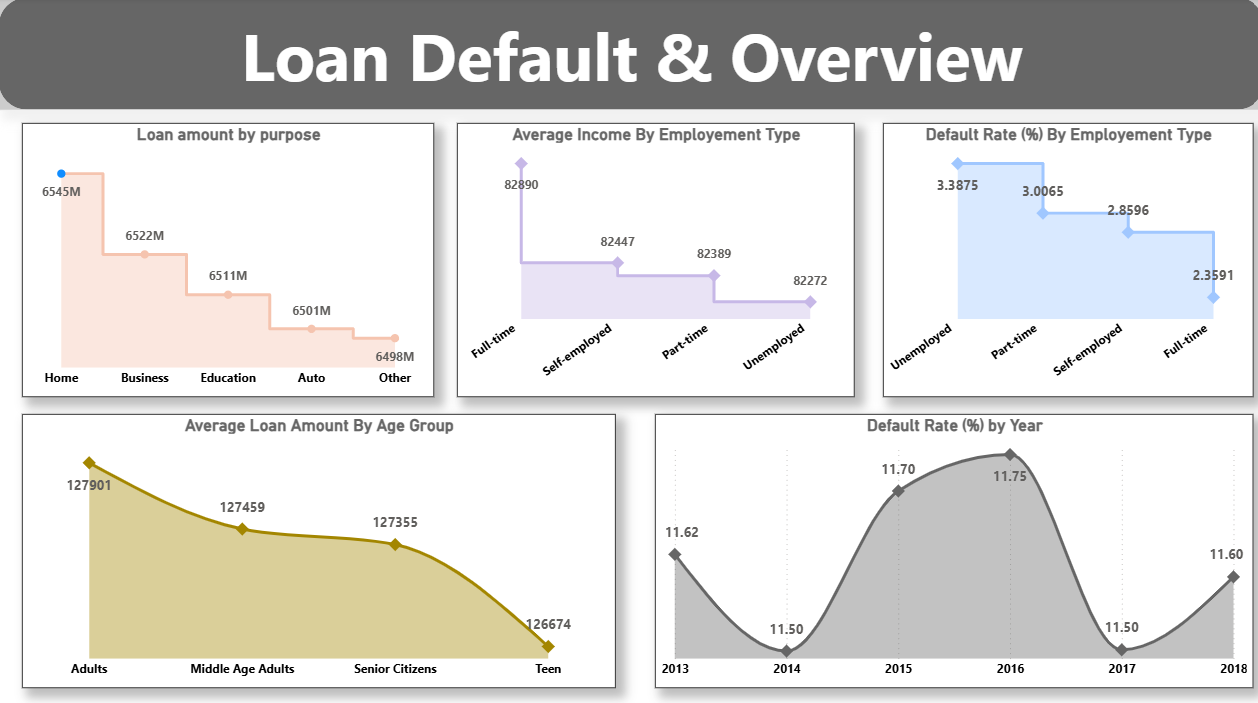 Loan Default & Overview
Loan amount by purpose
6545M
6522M
6511M
6501M
6498M
Home Business Education Auto Other
Average Income By Employement Type
82890
82447
82389
82272
Full-time Self-employed Part-time Unemployed
Default Rate (%) By Employement Type
3.3875
3.0065
2.8596
2.3591
Unemployed Part-time Self-employed Full-time
Average Loan Amount By Age Group
127901
127459
127355
126674
Adults Middle Age Adults Senior Citizens Teen
Default Rate (%) by Year
11.62
11.50
11.70
11.75
11.50
11.60
2013 2014 2015 2016 2017 2018